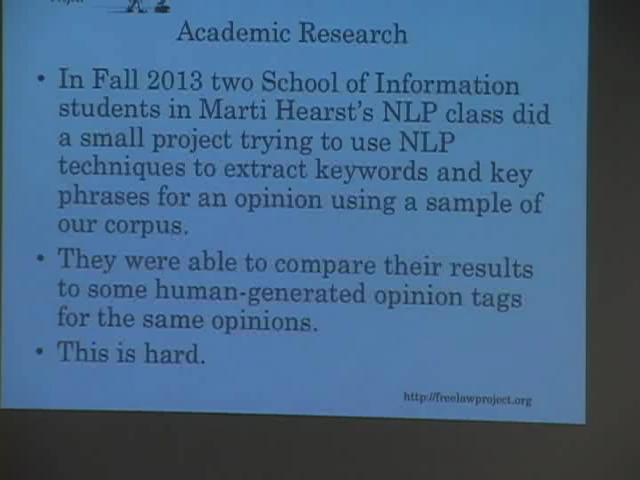 Academic Research
• In Fall 2013 two School of Information
students in Marti Hearst's NLP class did
a small project trying to use NLP
techniques to extract keywords and key
phrases for an opinion using a sample of
our corpus.
• They were able to compare their results
to some human-generated opinion tags
for the same opinions.
• This is hard.
http://freelawproject.org